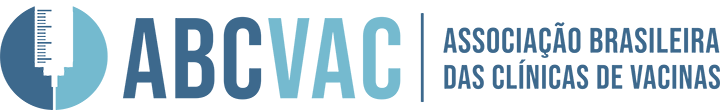 ABCVAC
ASSOCIAÇÃO BRASILEIRA
DAS CLÍNICAS DE VACINAS